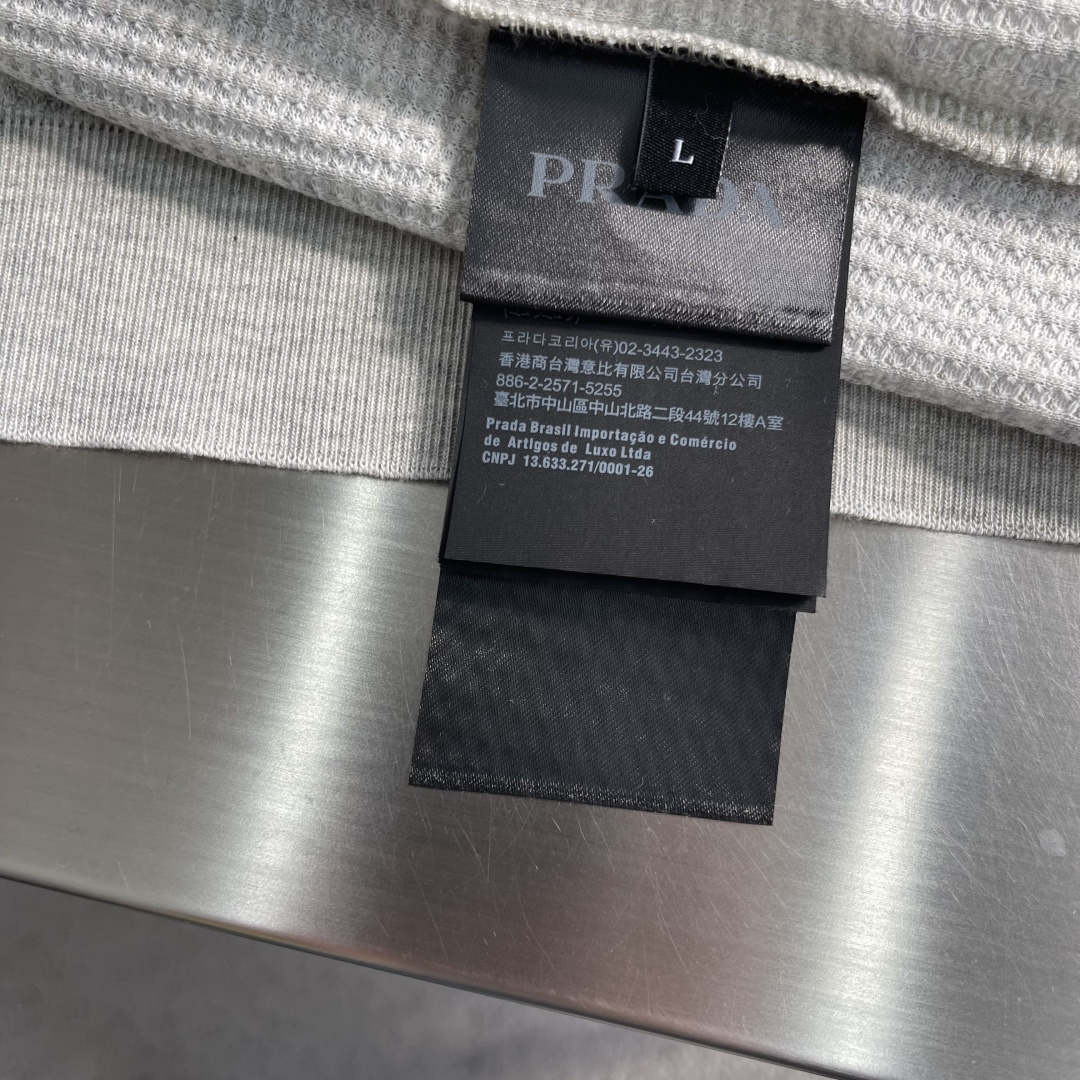 L
PRADA
프라다코리아(유)02-3443-2323
香港商台灣意比有限公司台灣分公司
886-2-2571-5255
臺北市中山區中山北路二段44號12樓A室
Prada Brasil Importação e Comércio
de Artigos de Luxo Ltda
CNPJ 13.633.271/0001-26